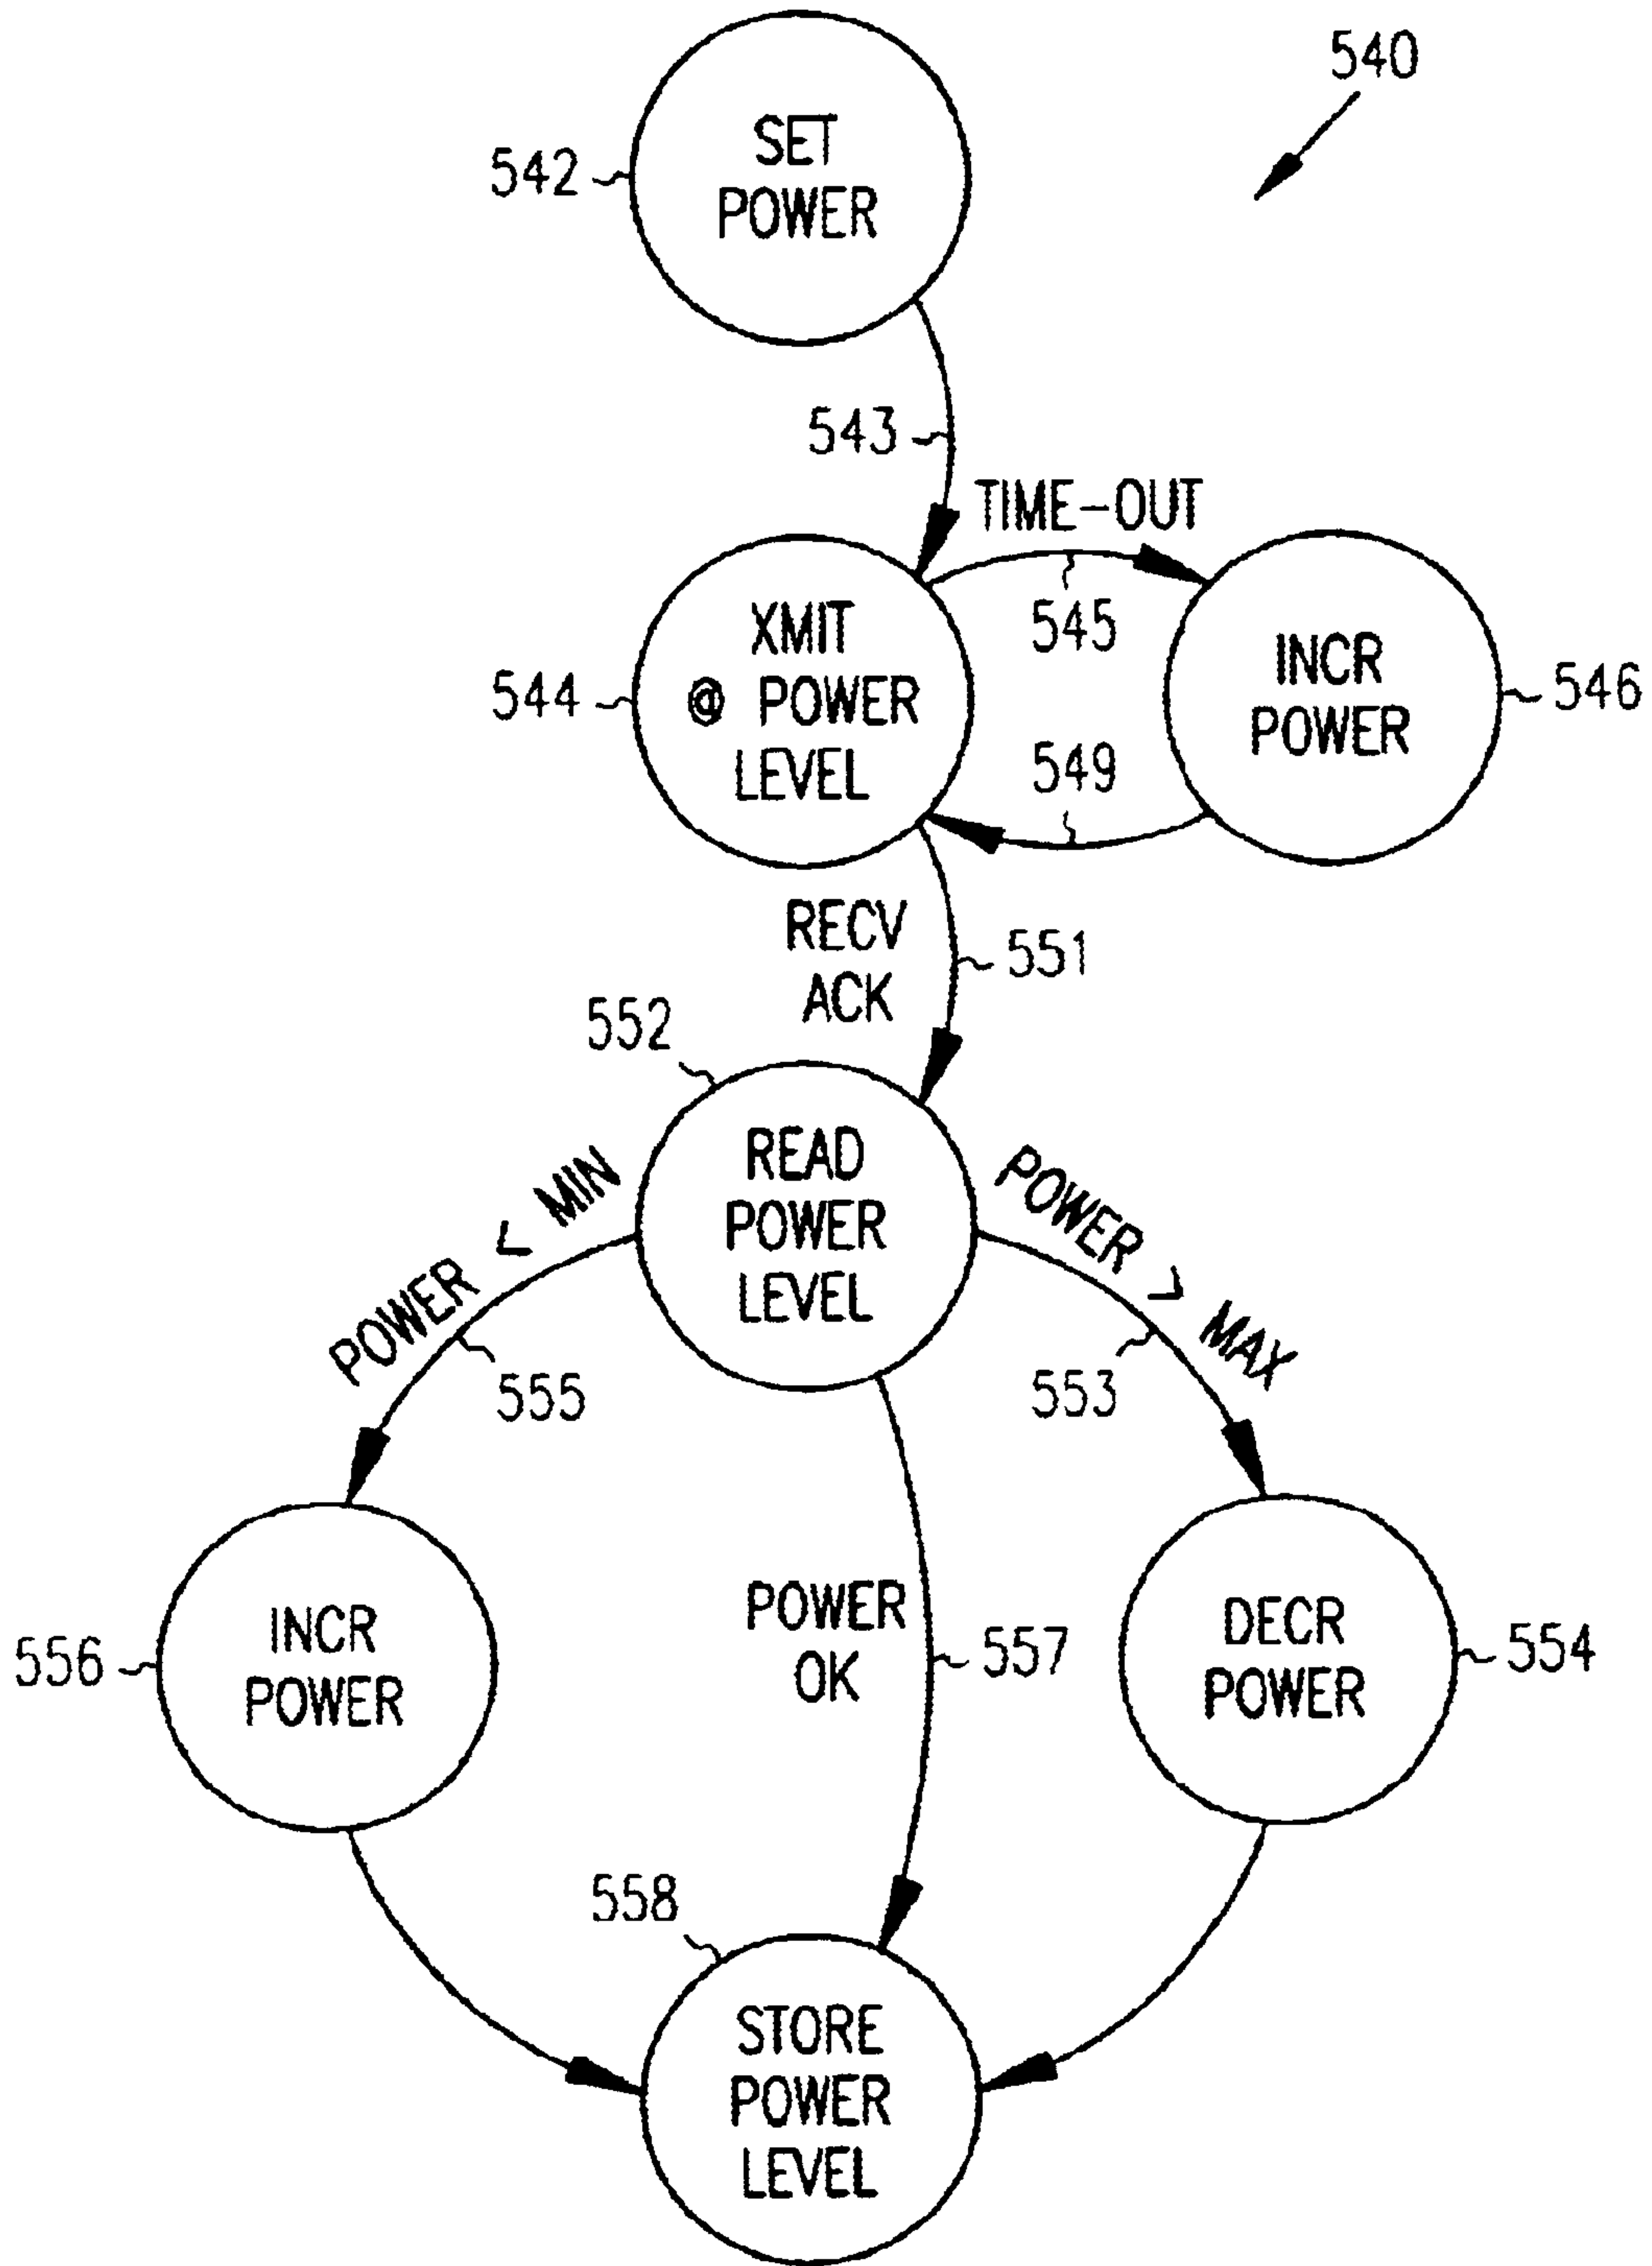 540
SET
POWER
542
543
TIME-OUT
XMIT
@ POWER
LEVEL
544
545
INCR
POWER
546
549
RECV
ACK
551
552
READ
POWER
LEVEL
POWER < MIN
POWER > MAX
555
553
INCR
POWER
556
POWER
OK
557
DECR
POWER
554
558
STORE
POWER
LEVEL